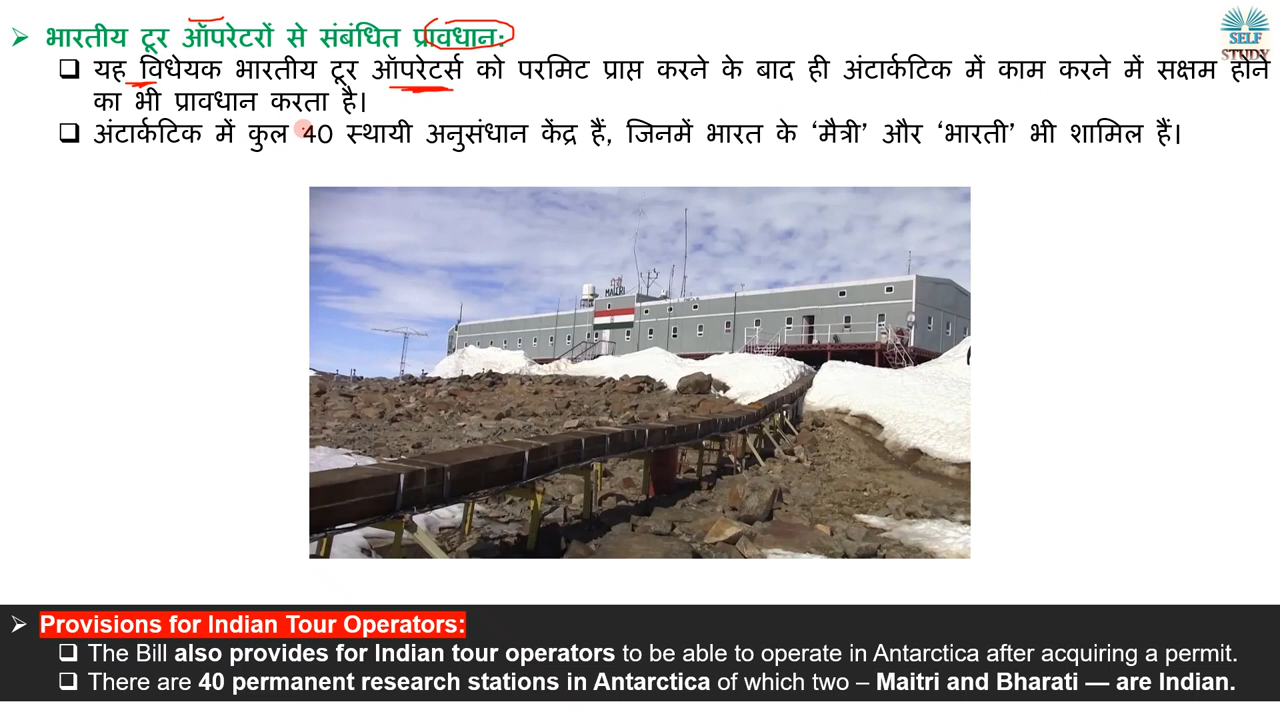 ➢ भारतीय टूर ऑपरेटरों से संबंधित प्रावधान:
❑ यह विधेयक भारतीय टूर ऑपरेटर्स को परमिट प्राप्त करने के बाद ही अंटार्कटिक में काम करने में सक्षम होने
का भी प्रावधान करता है।
❑ अंटार्कटिक में कुल 40 स्थायी अनुसंधान केंद्र हैं, जिनमें भारत के ‘मैत्री’ और ‘भारती’ भी शामिल हैं।
SELF
STUDY
MAITRI
➢ Provisions for Indian Tour Operators:
❑ The Bill also provides for Indian tour operators to be able to operate in Antarctica after acquiring a permit.
❑ There are 40 permanent research stations in Antarctica of which two – Maitri and Bharati — are Indian.